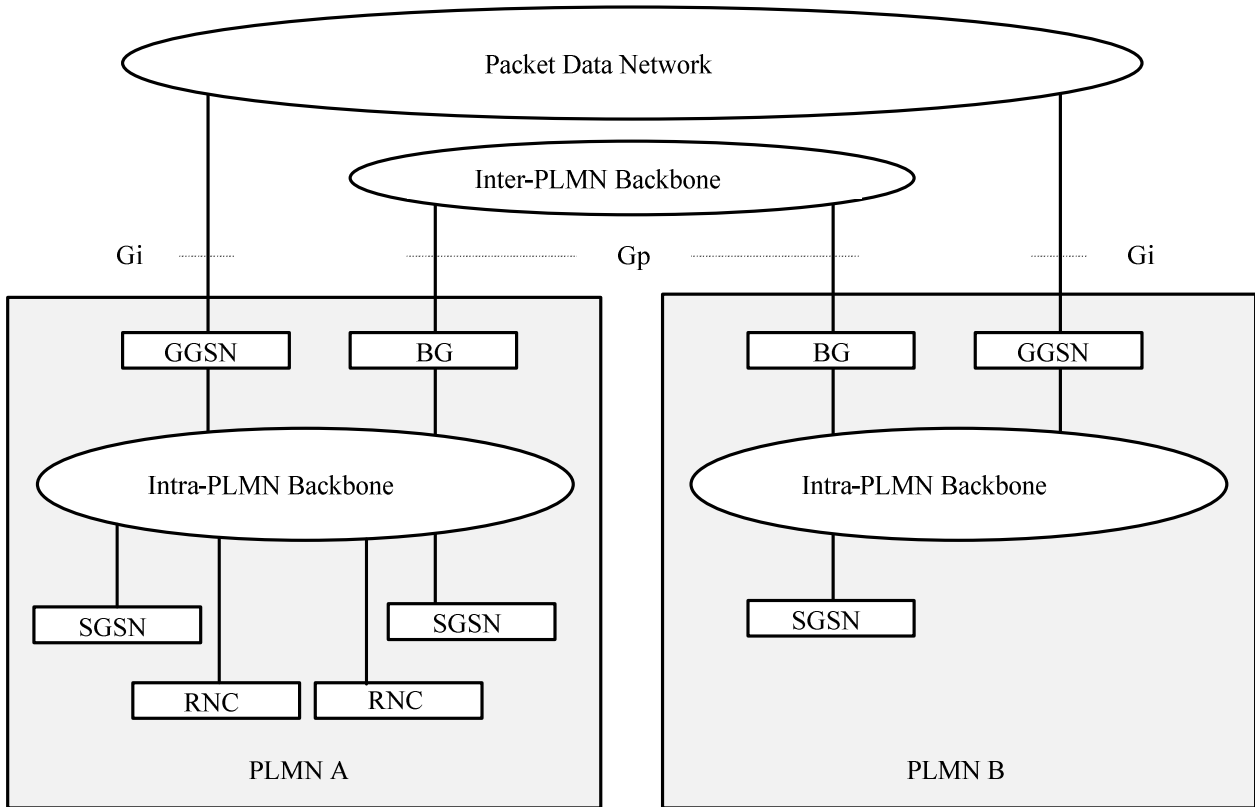 Packet Data Network
Inter-PLMN Backbone
Gi
Gp
Gi
GGSN
BG
BG
GGSN
Intra-PLMN Backbone
Intra-PLMN Backbone
SGSN
SGSN
SGSN
RNC
RNC
PLMN A
PLMN B